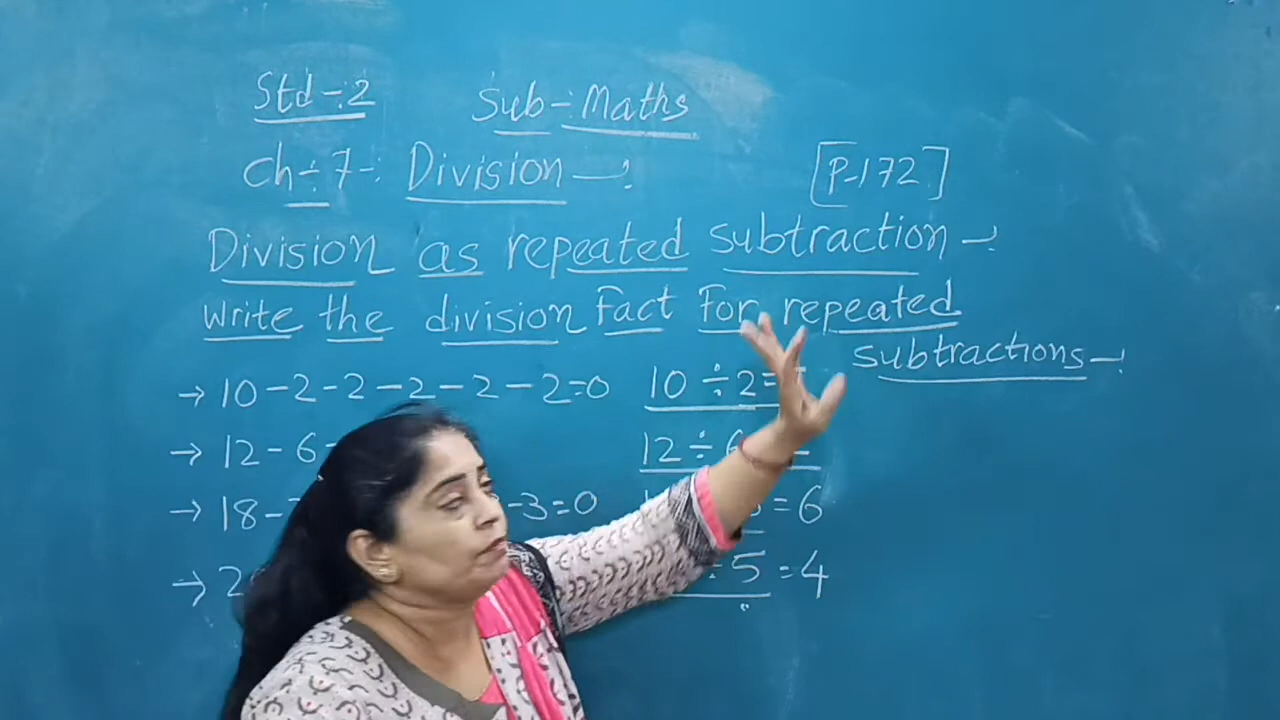 Std-:2 Sub-:Maths
Ch÷7-: Division-: [P-172]
Division as repeated subtraction-:
Write the division Fact For repeated
subtractions-:
→ 10-2-2-2-2-2=0 10÷2=
→ 12-6- 12÷6
→ 18- -3=0 =6
→ 2 ÷5=4